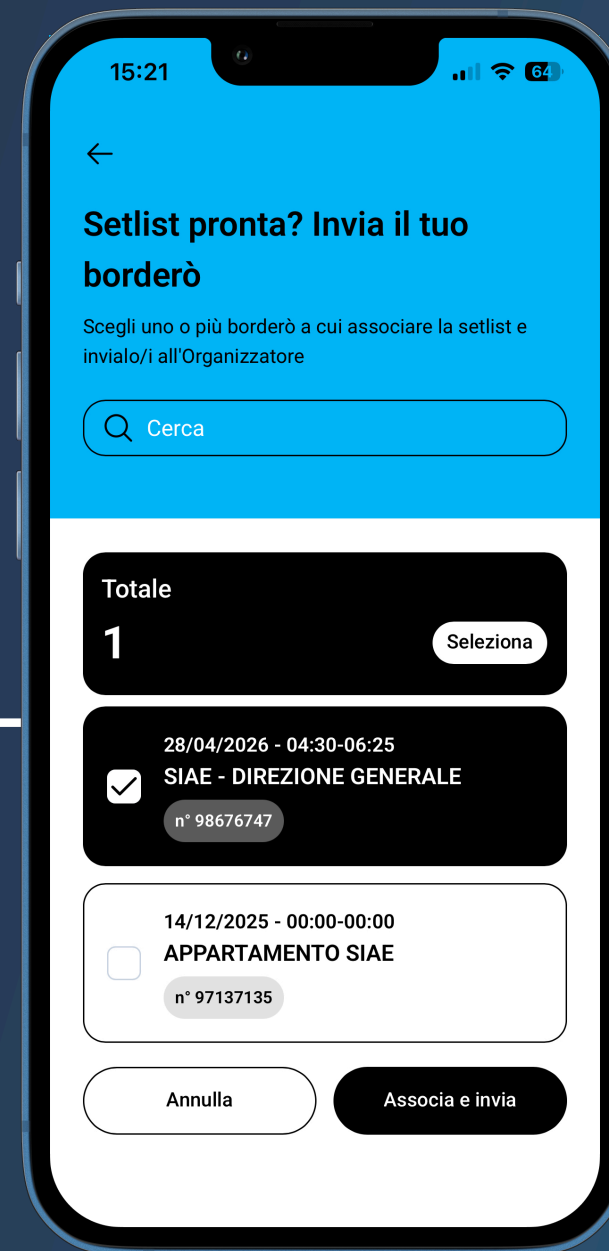 15:21
64
Setlist pronta? Invia il tuo
borderò
Scegli uno o più borderò a cui associare la setlist e
invialo/i all'Organizzatore
Cerca
Totale
1
Seleziona
28/04/2026 - 04:30-06:25
SIAE - DIREZIONE GENERALE
n° 98676747
14/12/2025 - 00:00-00:00
APPARTAMENTO SIAE
n° 97137135
Annulla
Associa e invia